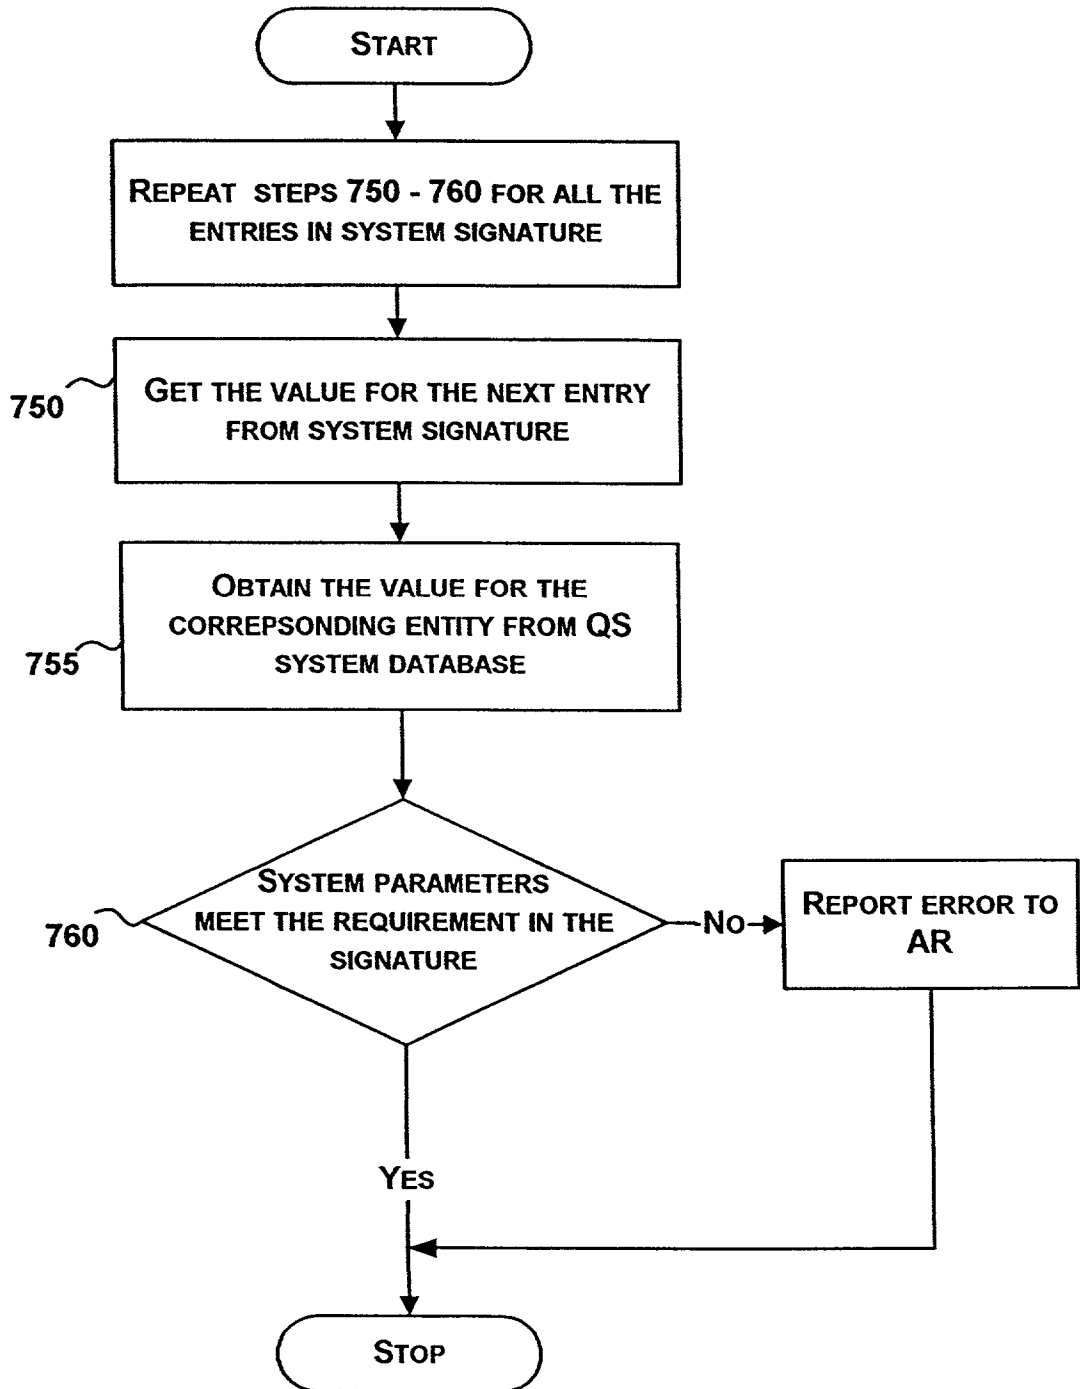 START
REPEAT STEPS 750 - 760 FOR ALL THE
ENTRIES IN SYSTEM SIGNATURE
750
GET THE VALUE FOR THE NEXT ENTRY
FROM SYSTEM SIGNATURE
755
OBTAIN THE VALUE FOR THE
CORREPSONDING ENTITY FROM QS
SYSTEM DATABASE
760
SYSTEM PARAMETERS
MEET THE REQUIREMENT IN THE
SIGNATURE
NO
REPORT ERROR TO
AR
YES
STOP